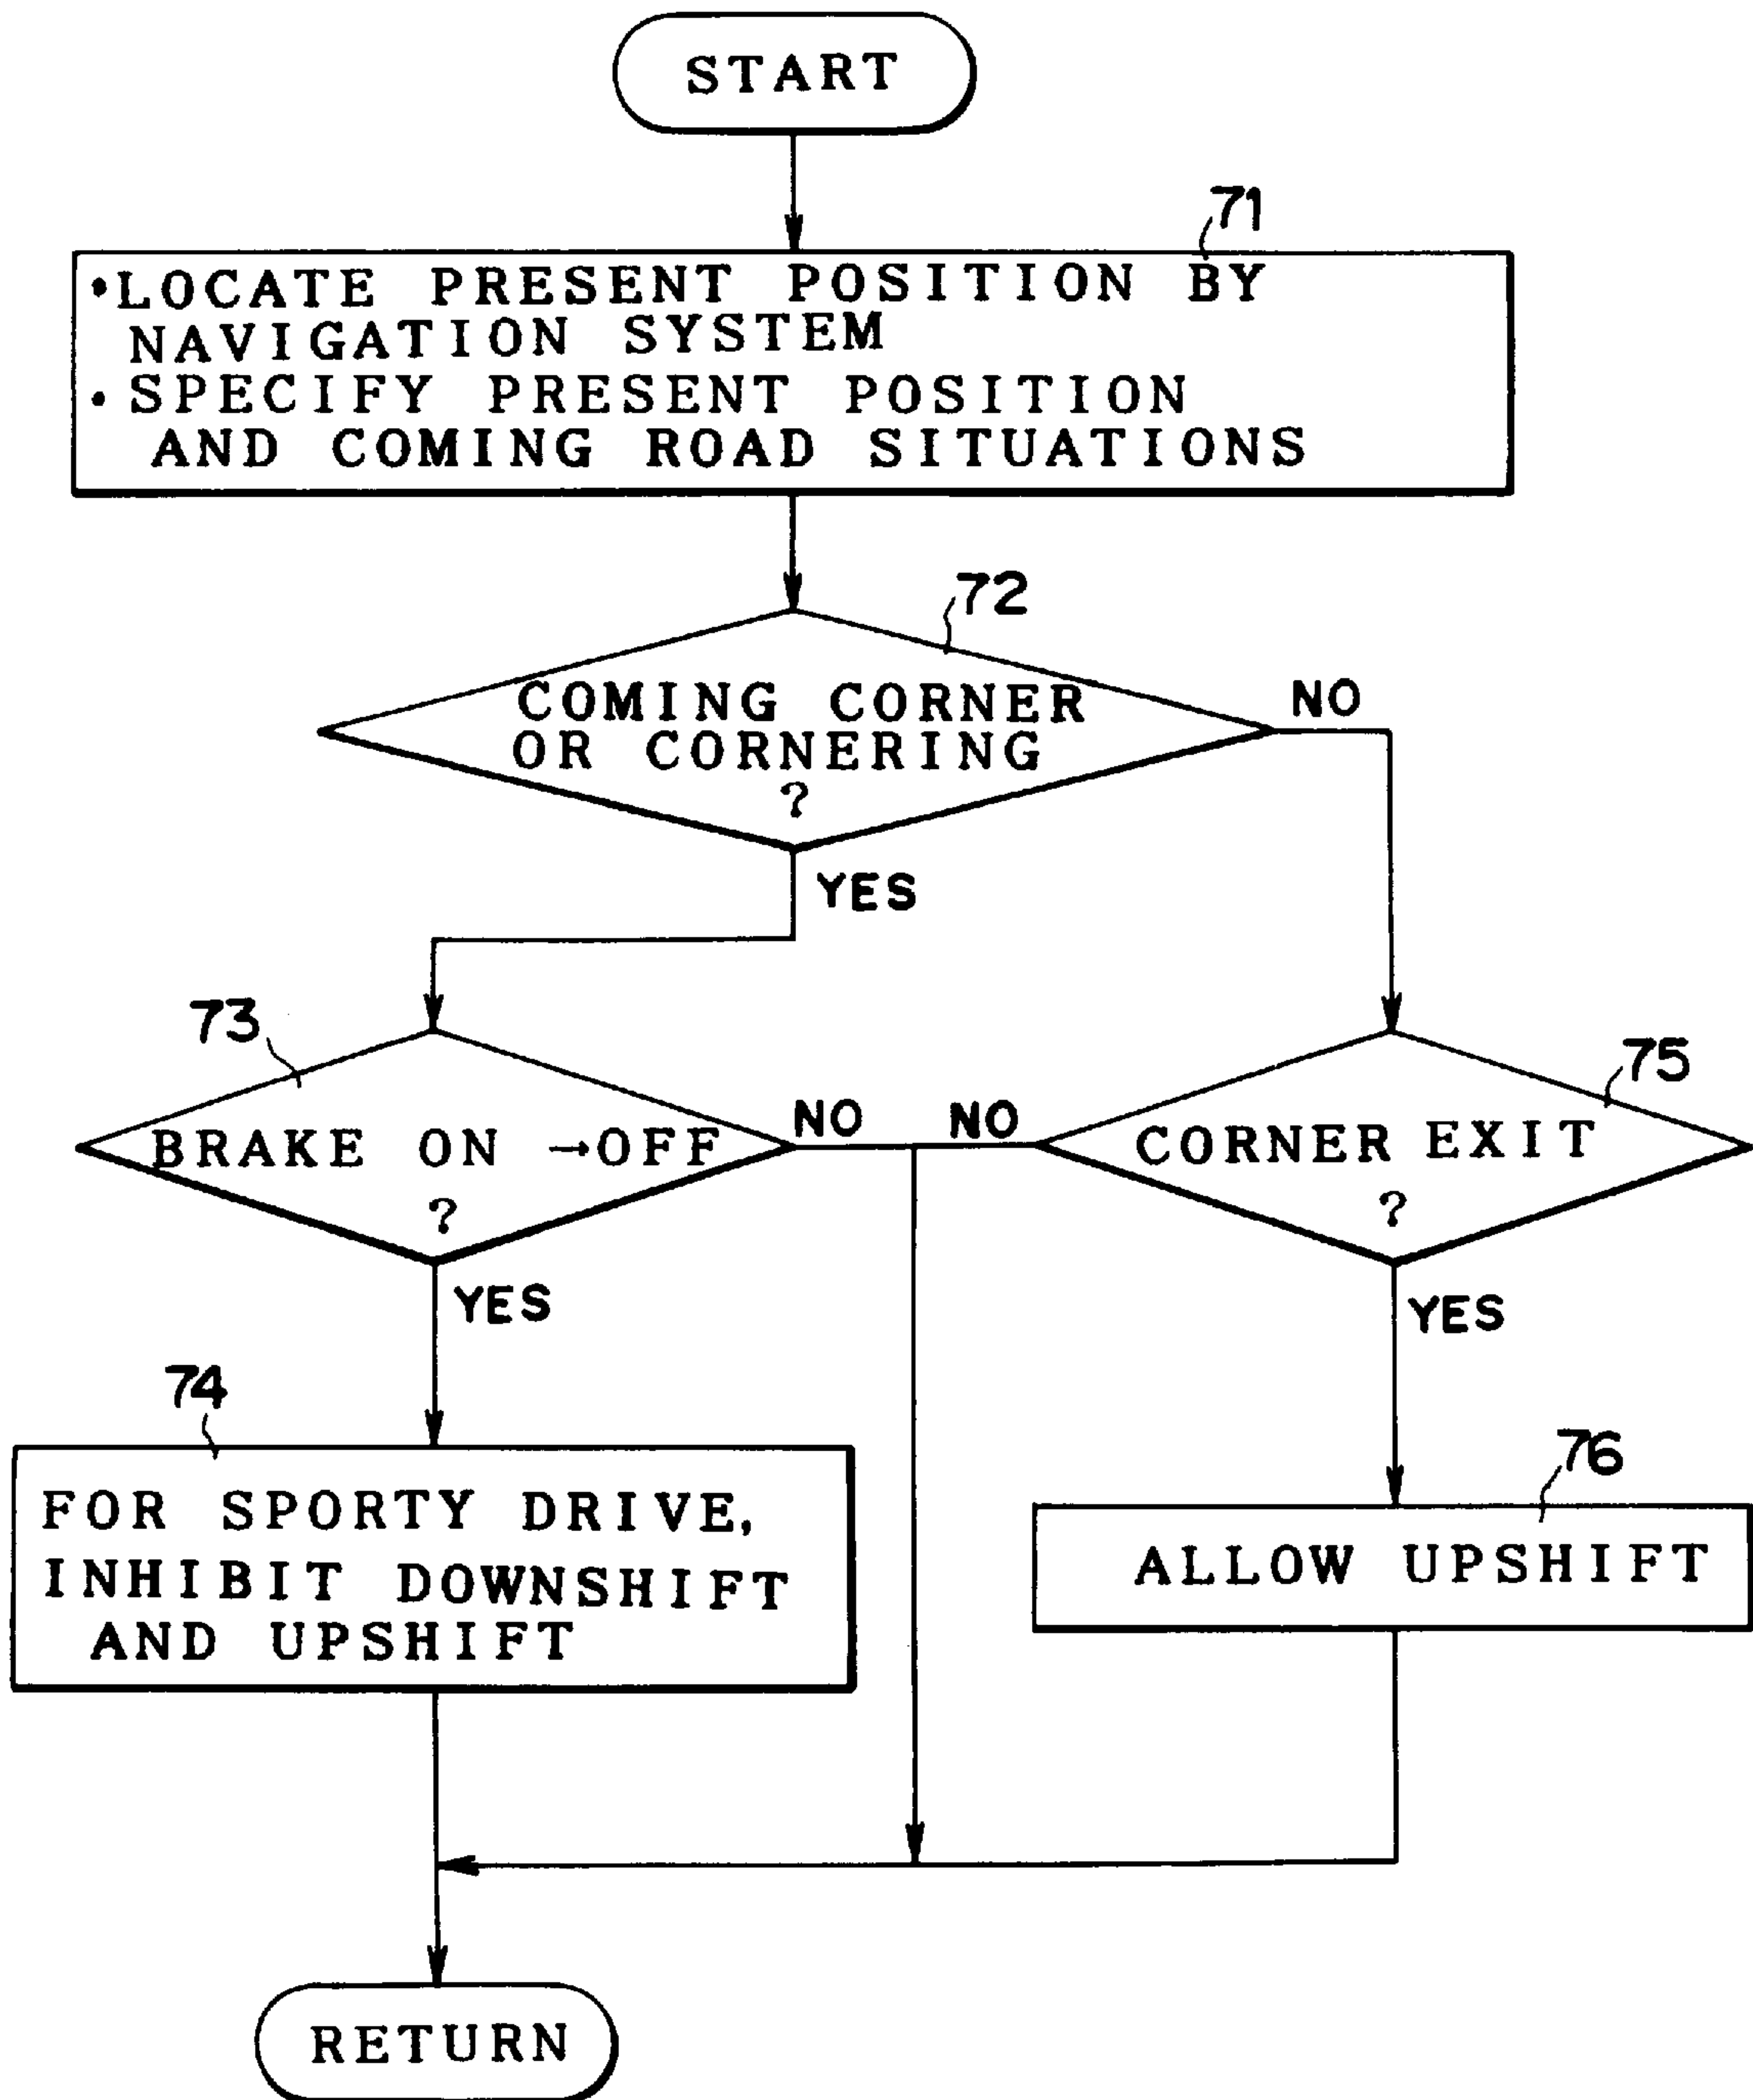 START
71
•LOCATE PRESENT POSITION BY
NAVIGATION SYSTEM
•SPECIFY PRESENT POSITION
AND COMING ROAD SITUATIONS
72
COMING CORNER
OR CORNERING
?
NO
YES
73
BRAKE ON →OFF
?
NO
NO
75
CORNER EXIT
?
YES
YES
74
FOR SPORTY DRIVE,
INHIBIT DOWNSHIFT
AND UPSHIFT
76
ALLOW UPSHIFT
RETURN